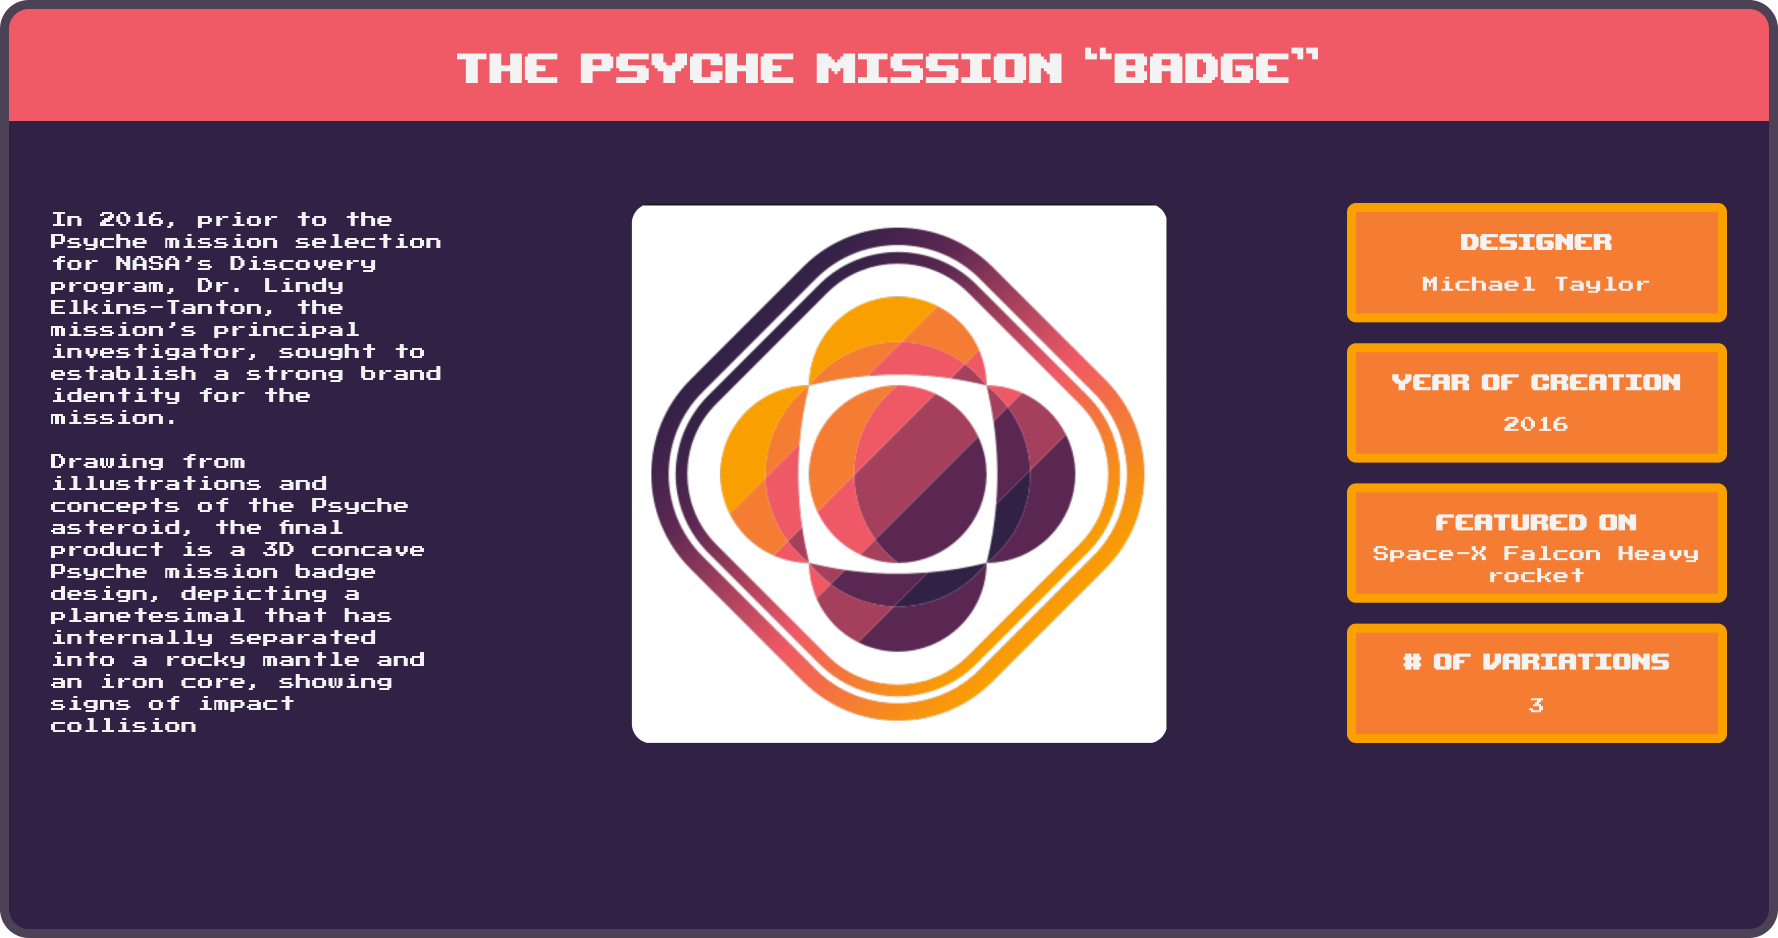 THE PSYCHE MISSION “BADGE”
In 2016, prior to the
Psyche mission selection
for NASA’s Discovery
program, Dr. Lindy
Elkins-Tanton, the
mission’s principal
investigator, sought to
establish a strong brand
identity for the
mission.
Drawing from
illustrations and
concepts of the Psyche
asteroid, the final
product is a 3D concave
Psyche mission badge
design, depicting a
planetesimal that has
internally separated
into a rocky mantle and
an iron core, showing
signs of impact
collision
DESIGNER
Michael Taylor
YEAR OF CREATION
2016
FEATURED ON
Space-X Falcon Heavy
rocket
# OF VARIATIONS
3